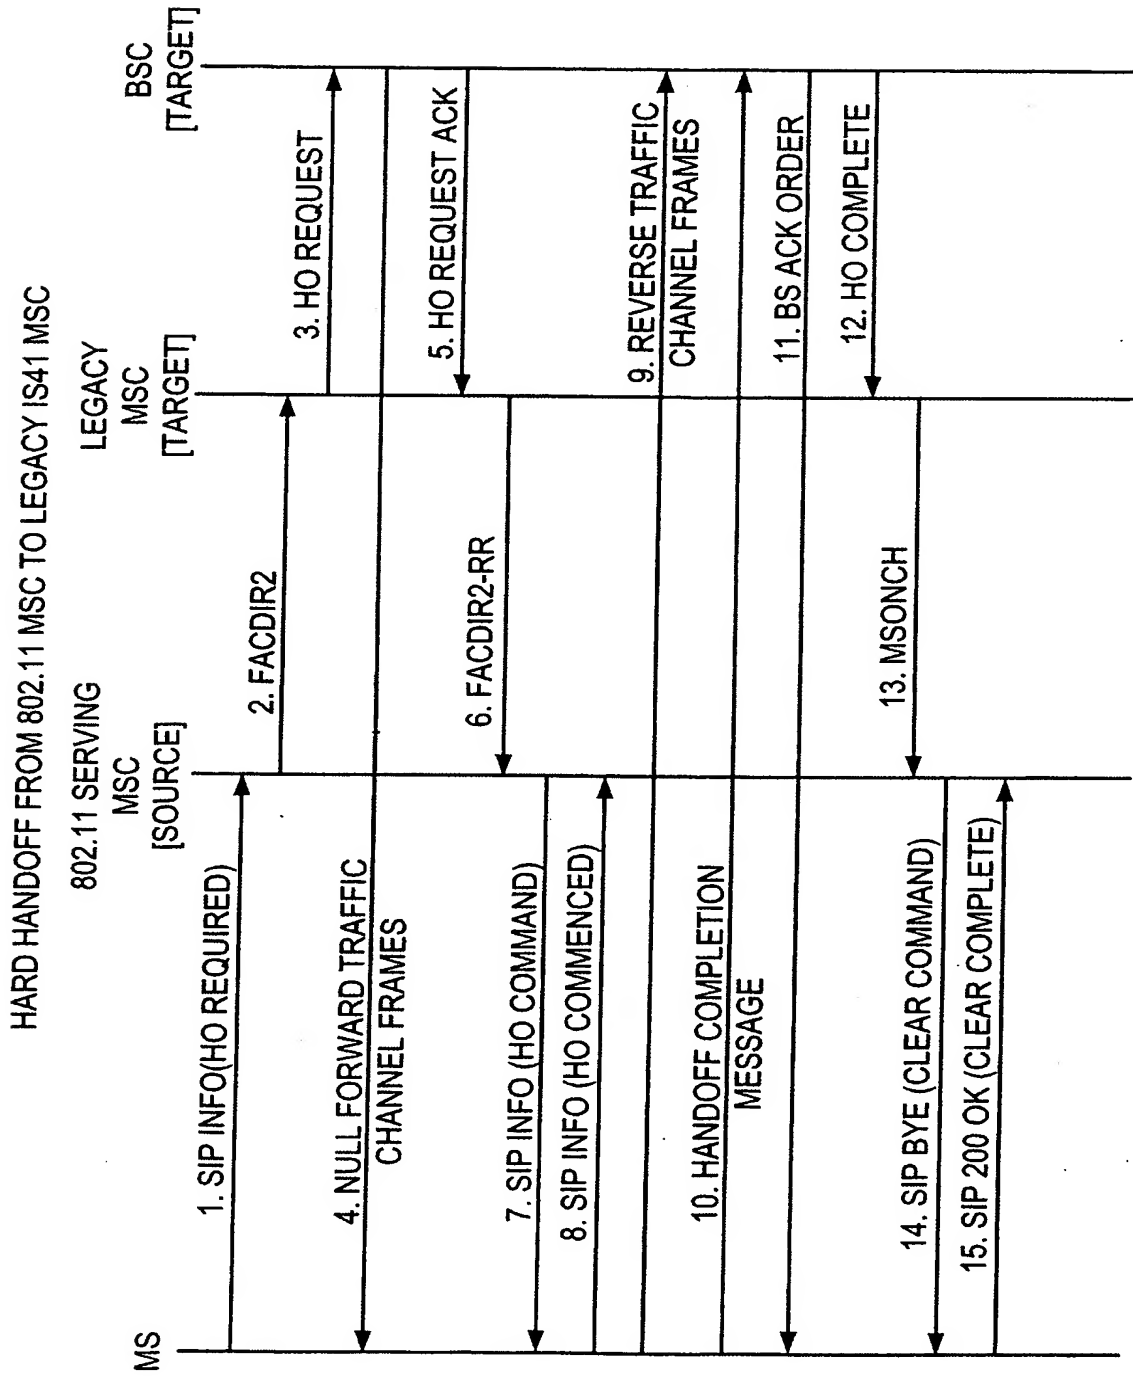 HARD HANDOFF FROM 802.11 MSC TO LEGACY IS41 MSC
MS
802.11 SERVING
MSC
[SOURCE]
LEGACY
MSC
[TARGET]
BSC
[TARGET]
1. SIP INFO(HO REQUIRED)
2. FACDIR2
3. HO REQUEST
4. NULL FORWARD TRAFFIC
CHANNEL FRAMES
5. HO REQUEST ACK
6. FACDIR2-RR
7. SIP INFO (HO COMMAND)
8. SIP INFO (HO COMMENCED)
9. REVERSE TRAFFIC
CHANNEL FRAMES
10. HANDOFF COMPLETION
MESSAGE
11. BS ACK ORDER
12. HO COMPLETE
13. MSONCH
14. SIP BYE (CLEAR COMMAND)
15. SIP 200 OK (CLEAR COMPLETE)